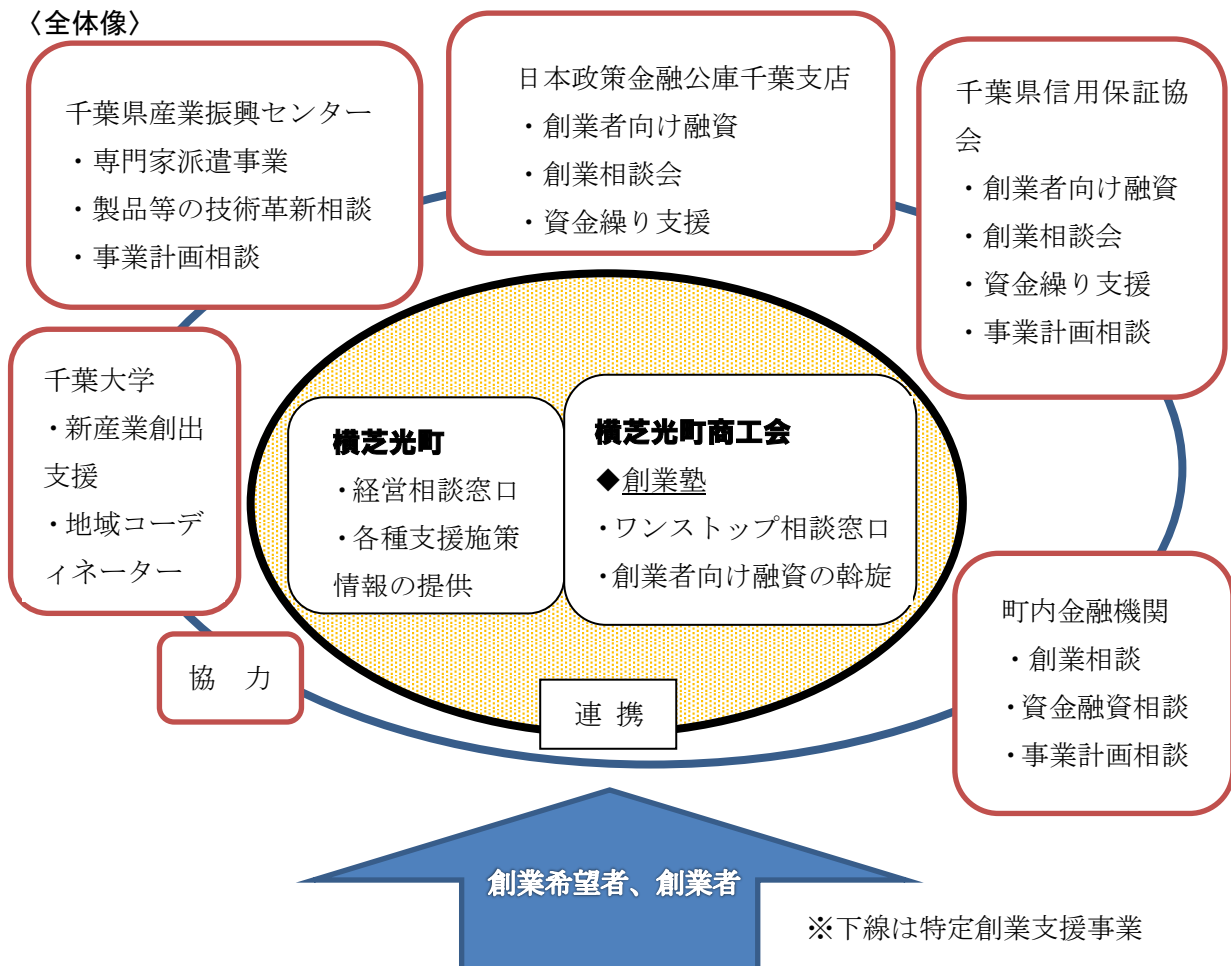 〈全体像〉
千葉県産業振興センター
・専門家派遣事業
・製品等の技術革新相談
・事業計画相談
日本政策金融公庫千葉支店
・創業者向け融資
・創業相談会
・資金繰り支援
千葉県信用保証協
会
・創業者向け融資
・創業相談会
・資金繰り支援
・事業計画相談
千葉大学
・新産業創出
支援
・地域コーデ
ィネーター
横芝光町
・経営相談窓口
・各種支援施策
情報の提供
横芝光町商工会
◆創業塾
・ワンストップ相談窓口
・創業者向け融資の斡旋
町内金融機関
・創業相談
・資金融資相談
・事業計画相談
協　力
連 携
創業希望者、創業者
※下線は特定創業支援事業